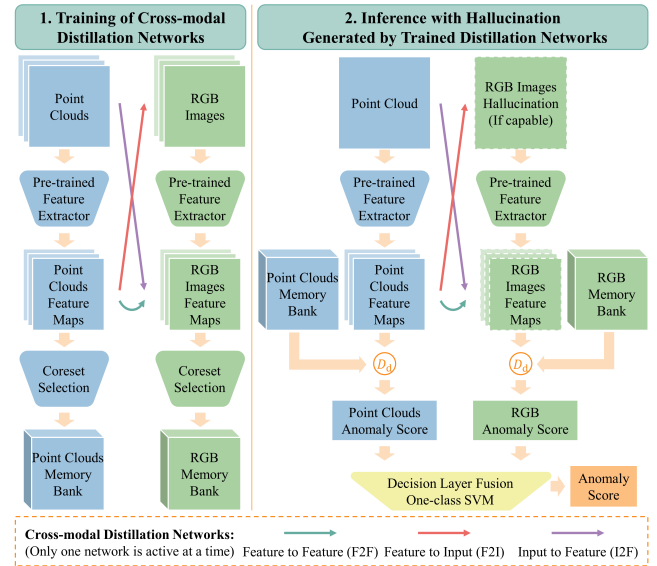 1. Training of Cross-modal
Distillation Networks
2. Inference with Hallucination
Generated by Trained Distillation Networks
Point
Clouds
RGB
Images
Pre-trained
Feature
Extractor
Pre-trained
Feature
Extractor
Point
Clouds
Feature
Maps
RGB
Images
Feature
Maps
Coreset
Selection
Coreset
Selection
Point Clouds
Memory
Bank
RGB
Memory
Bank
Point Cloud
RGB Images
Hallucination
(If capable)
Pre-trained
Feature
Extractor
Pre-trained
Feature
Extractor
Point Clouds
Memory
Bank
Point
Clouds
Feature
Maps
RGB
Images
Feature
Maps
RGB
Memory
Bank
Dd
Dd
Point Clouds
Anomaly Score
RGB
Anomaly Score
Decision Layer Fusion
One-class SVM
Anomaly
Score
Cross-modal Distillation Networks:
(Only one network is active at a time)
Feature to Feature (F2F)
Feature to Input (F2I)
Input to Feature (I2F)